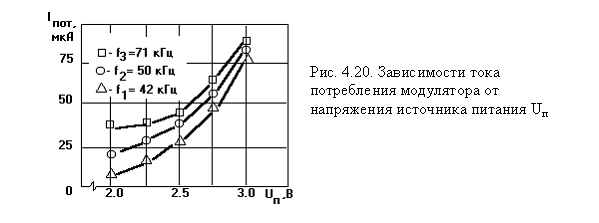 Iпот,
мкА
75
50
25
0
□ - f3=71 кГц
○ - f2=50 кГц
△ - f1=42 кГц
2.0 2.5 3.0 Uп,В
Рис. 4.20. Зависимости тока
потребления модулятора от
напряжения источника питания Uп